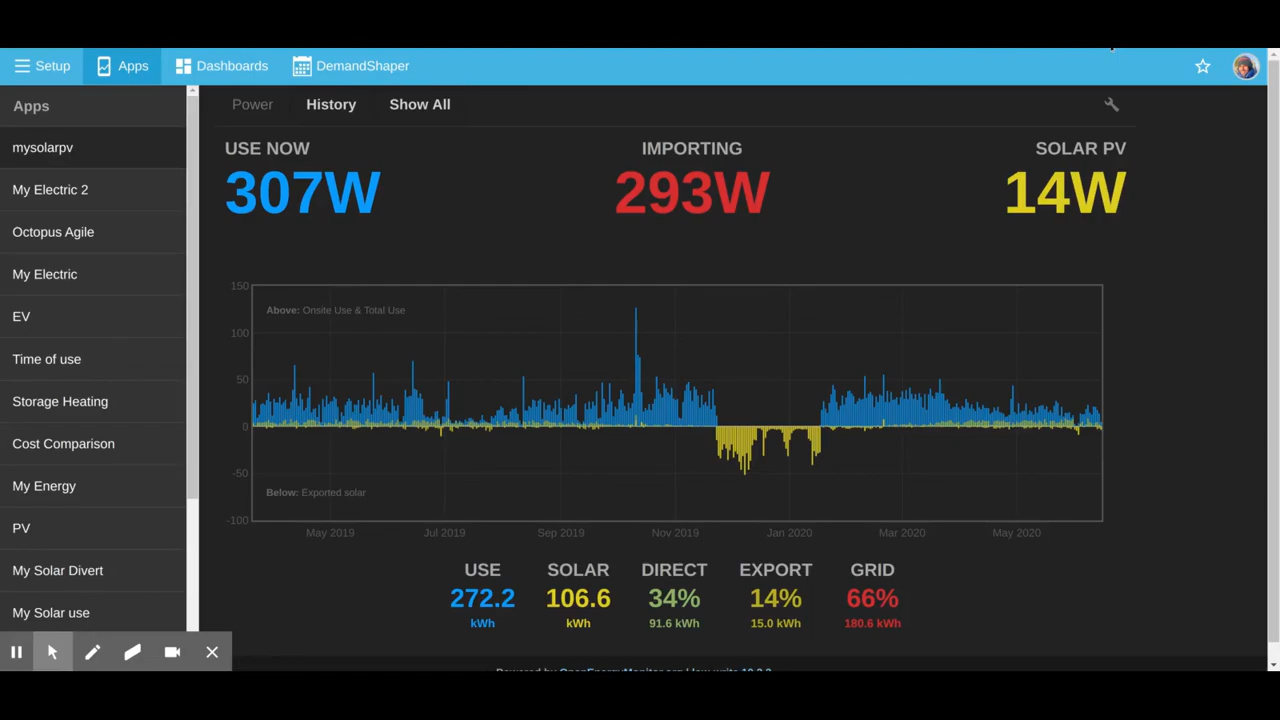 Setup Apps Dashboards DemandShaper
Apps
mysolarpv
My Electric 2
Octopus Agile
My Electric
EV
Time of use
Storage Heating
Cost Comparison
My Energy
PV
My Solar Divert
My Solar use
Power History Show All
USE NOW IMPORTING SOLAR PV
307W 293W 14W
150
100
50
0
-50
-100
Above: Onsite Use & Total Use
Below: Exported solar
May 2019 Jul 2019 Sep 2019 Nov 2019 Jan 2020 Mar 2020 May 2020
USE SOLAR DIRECT EXPORT GRID
272.2 106.6 34% 14% 66%
kWh kWh 91.6 kWh 15.0 kWh 180.6 kWh
Powered by OpenEnergyMonitor.org